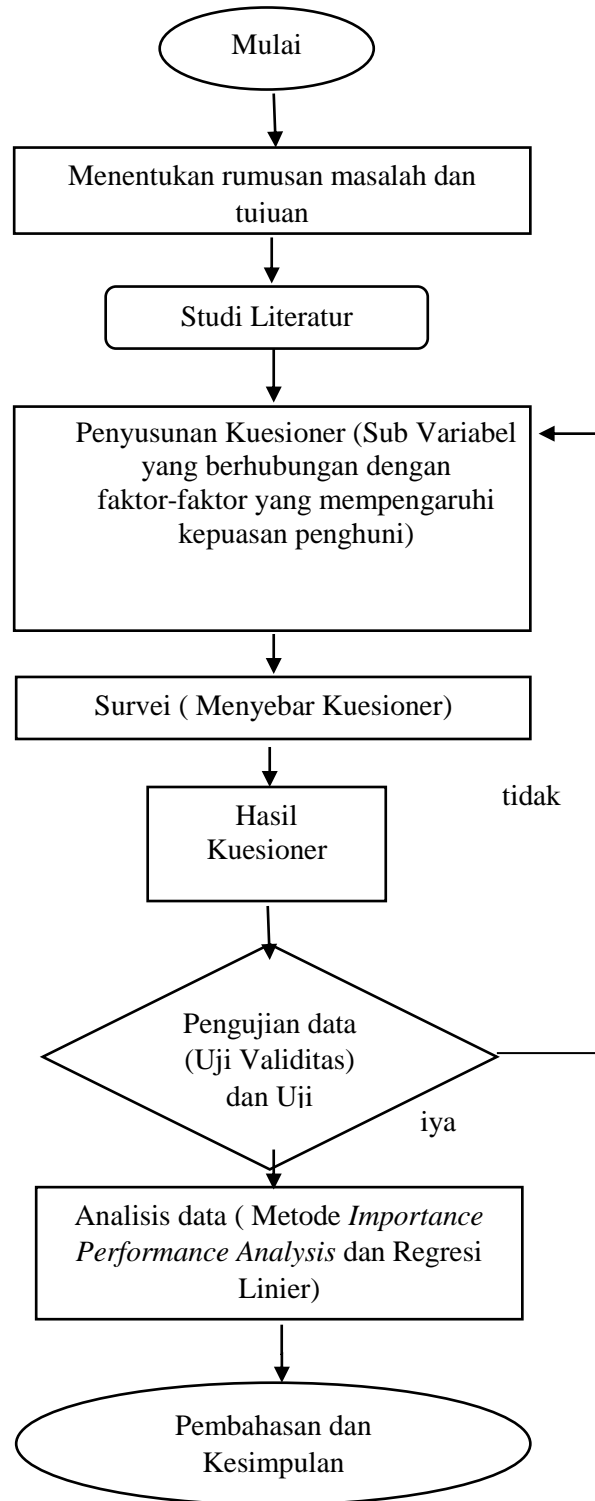 Mulai
Menentukan rumusan masalah dan
tujuan
Studi Literatur
Penyusunan Kuesioner (Sub Variabel
yang berhubungan dengan
faktor-faktor yang mempengaruhi
kepuasan penghuni)
Survei ( Menyebar Kuesioner)
tidak
Hasil
Kuesioner
Pengujian data
(Uji Validitas)
dan Uji
iya
Analisis data ( Metode Importance
Performance Analysis dan Regresi
Linier)
Pembahasan dan
Kesimpulan